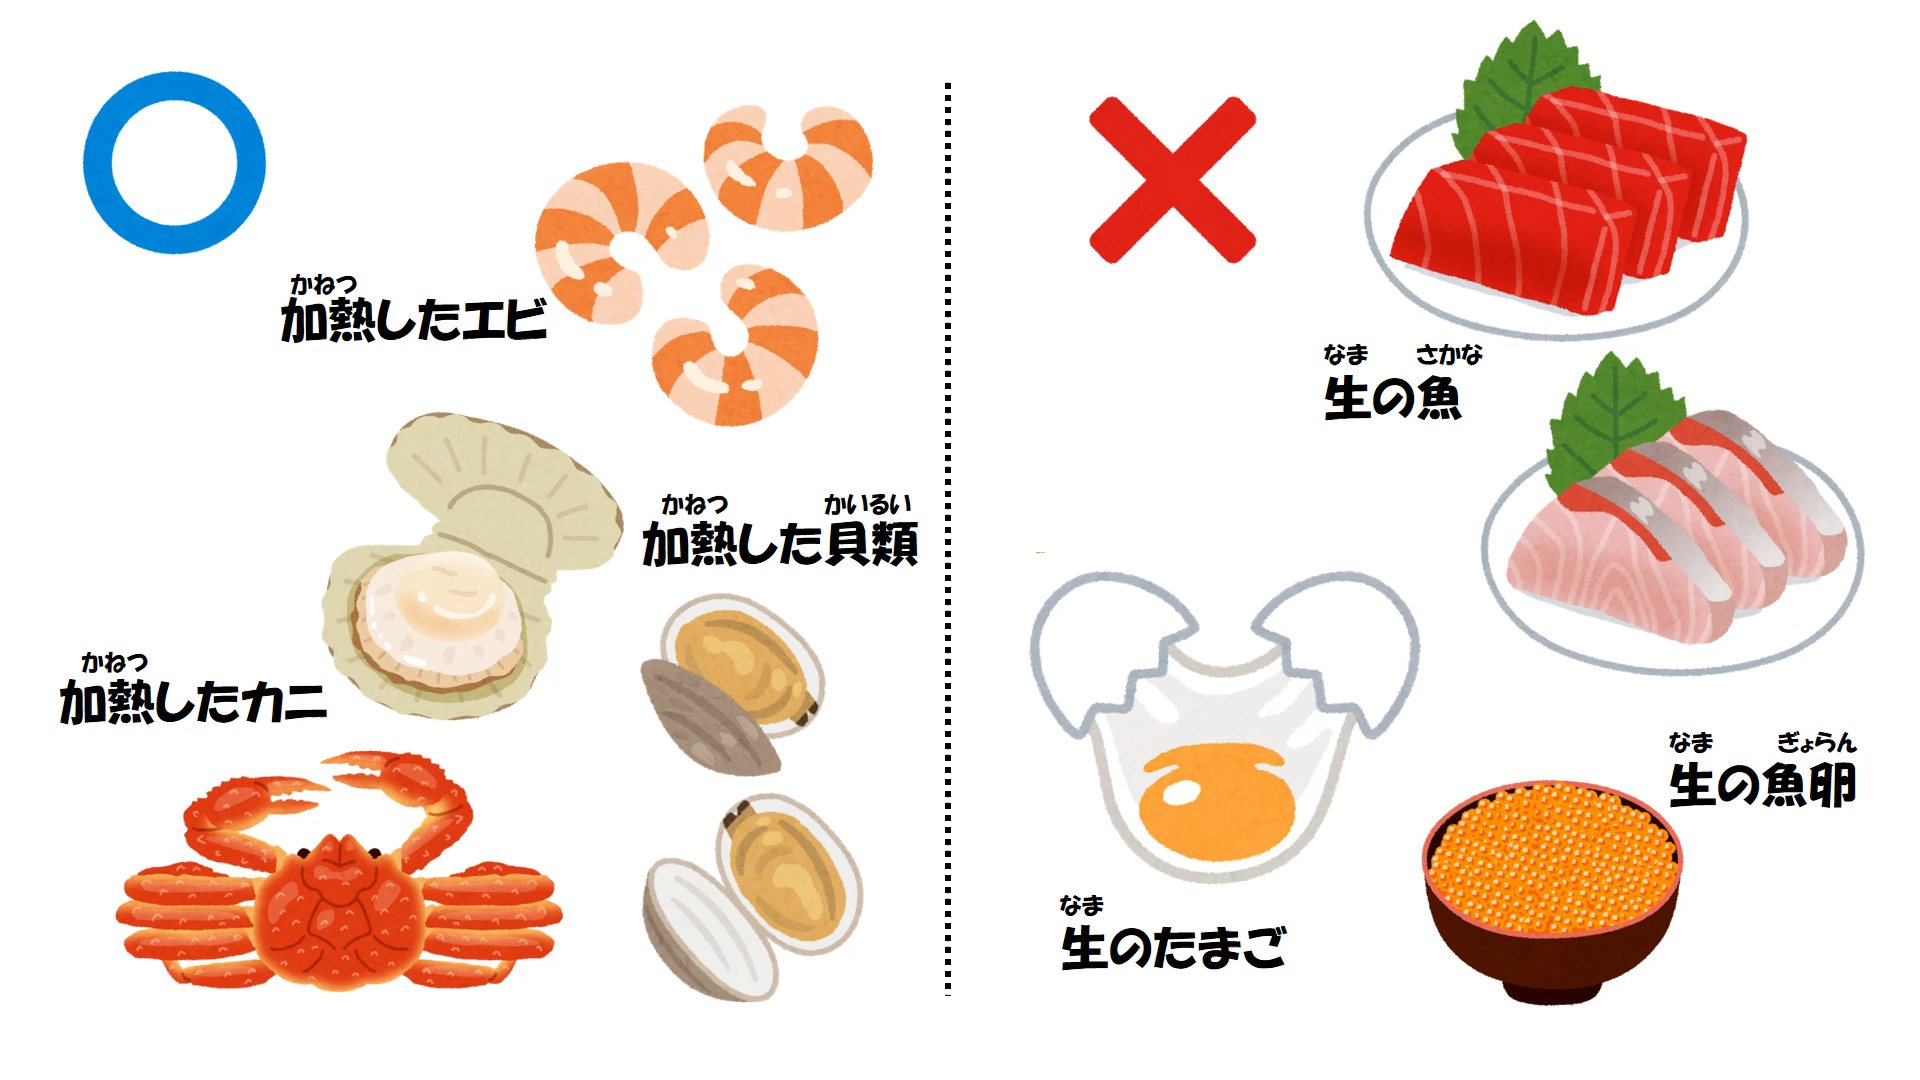 かねつ
加熱したエビ
かねつ かいるい
加熱した貝類
かねつ
加熱したカニ
なま さかな
生の魚
なま ぎょらん
生の魚卵
なま
生のたまご